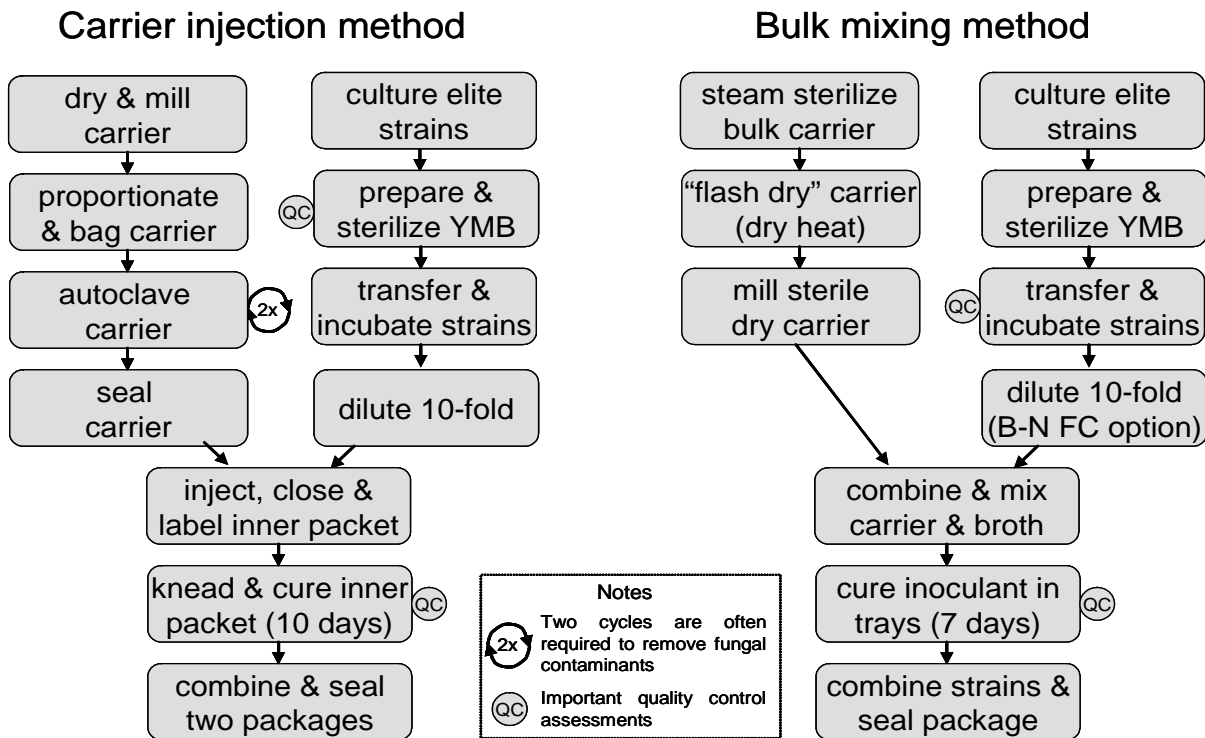 Carrier injection method
dry & mill
carrier
proportionate
& bag carrier
autoclave
carrier
2x
seal
carrier
culture elite
strains
QC
prepare &
sterilize YMB
transfer &
incubate strains
dilute 10-fold
inject, close &
label inner packet
knead & cure inner
packet (10 days)
QC
combine & seal
two packages
Bulk mixing method
steam sterilize
bulk carrier
“flash dry” carrier
(dry heat)
mill sterile
dry carrier
culture elite
strains
prepare &
sterilize YMB
QC
transfer &
incubate strains
dilute 10-fold
(B-N FC option)
combine & mix
carrier & broth
cure inoculant in
trays (7 days)
QC
combine strains &
seal package
Notes
2x
Two cycles are often
required to remove fungal
contaminants
QC
Important quality control
assessments